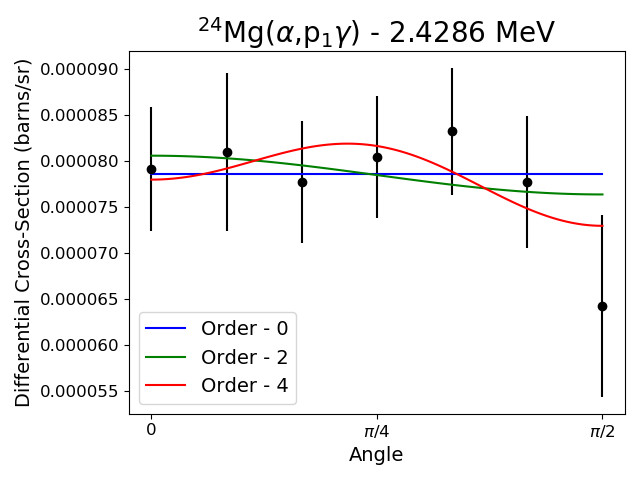 ²⁴Mg(α,p₁γ) - 2.4286 MeV
Differential Cross-Section (barns/sr)
0.000090
0.000085
0.000080
0.000075
0.000070
0.000065
0.000060
0.000055
Order - 0
Order - 2
Order - 4
0
π/4
π/2
Angle